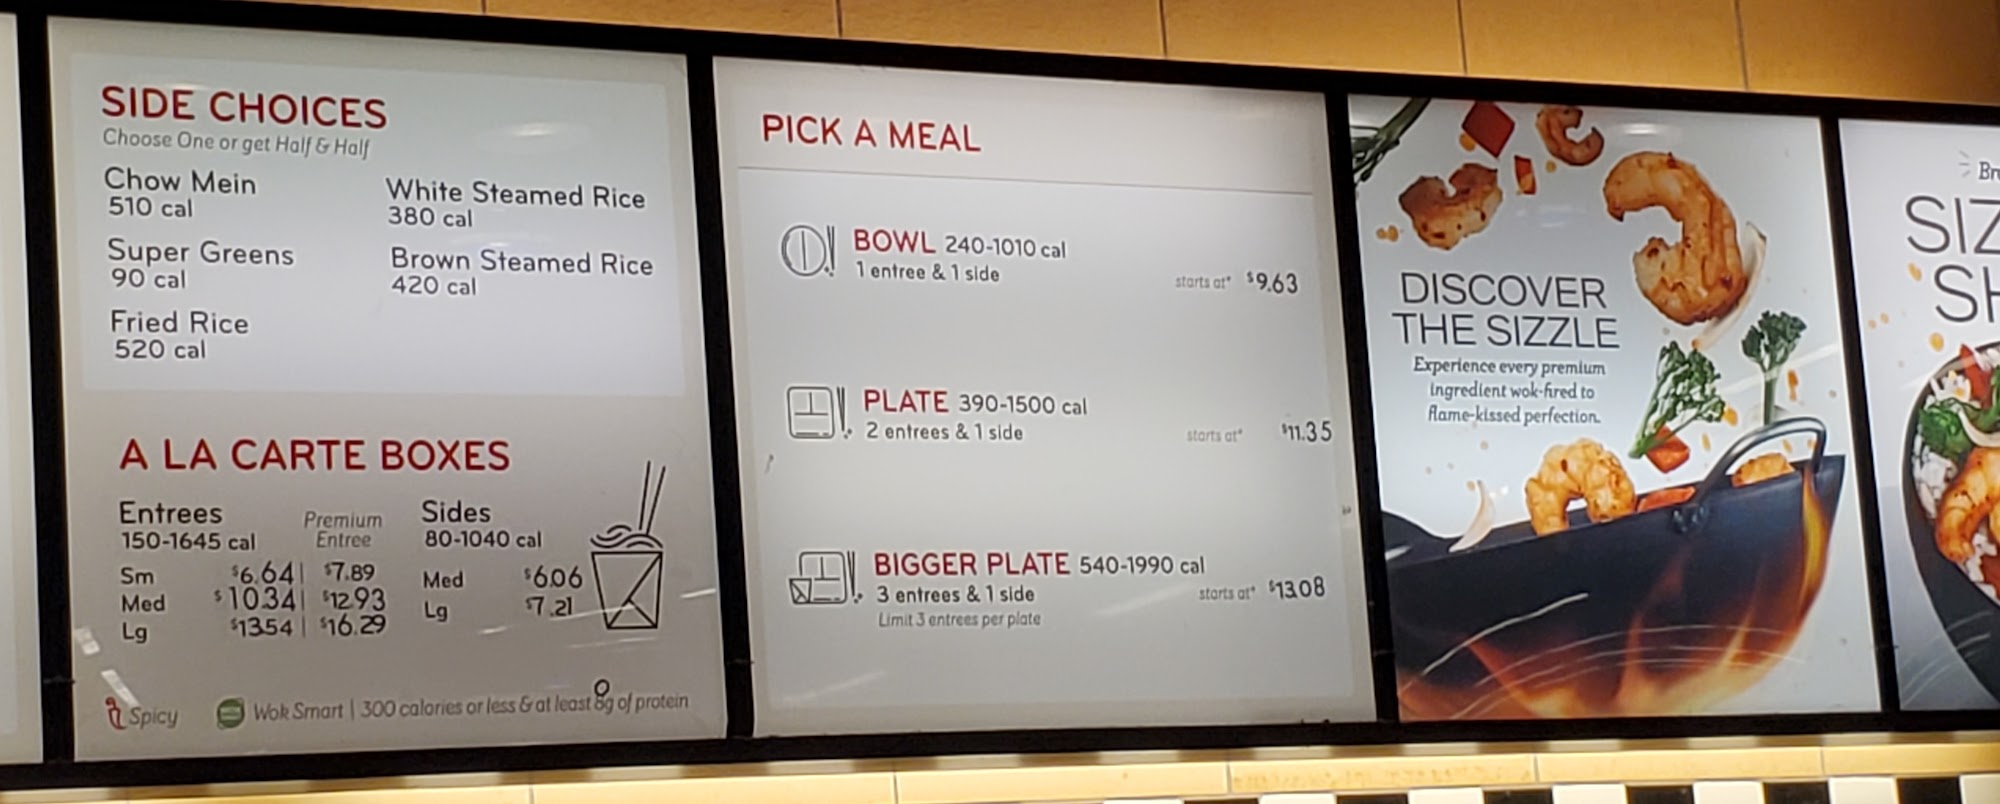 SIDE CHOICES
Choose One or get Half & Half
Chow Mein
510 cal
White Steamed Rice
380 cal
Super Greens
90 cal
Brown Steamed Rice
420 cal
Fried Rice
520 cal
A LA CARTE BOXES
Entrees
150-1645 cal
Premium
Entree
Sides
80-1040 cal
Sm $6.64 | $7.89
Med $10.34 | $12.93
Lg $13.54 | $16.29
Med $6.06
Lg $7.21
Spicy
Wok Smart | 300 calories or less & at least 8g of protein
PICK A MEAL
BOWL 240-1010 cal
1 entree & 1 side
starts at* $9.63
PLATE 390-1500 cal
2 entrees & 1 side
starts at* $11.35
BIGGER PLATE 540-1990 cal
3 entrees & 1 side
starts at* $13.08
Limit 3 entrees per plate
DISCOVER
THE SIZZLE
Experience every premium
ingredient wok-fired to
flame-kissed perfection.
Br
SIZ
SH